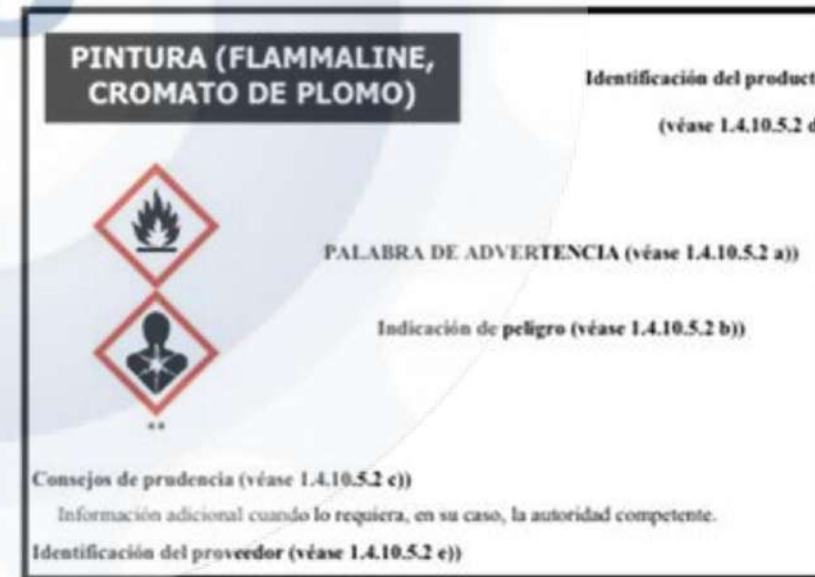 PINTURA (FLAMMALINE,
CROMATO DE PLOMO)
Identificación del product
(véase 1.4.10.5.2 d
PALABRA DE ADVERTENCIA (véase 1.4.10.5.2 a))
Indicación de peligro (véase 1.4.10.5.2 b))
**
Consejos de prudencia (véase 1.4.10.5.2 c))
Información adicional cuando lo requiera, en su caso, la autoridad competente.
Identificación del proveedor (véase 1.4.10.5.2 e))